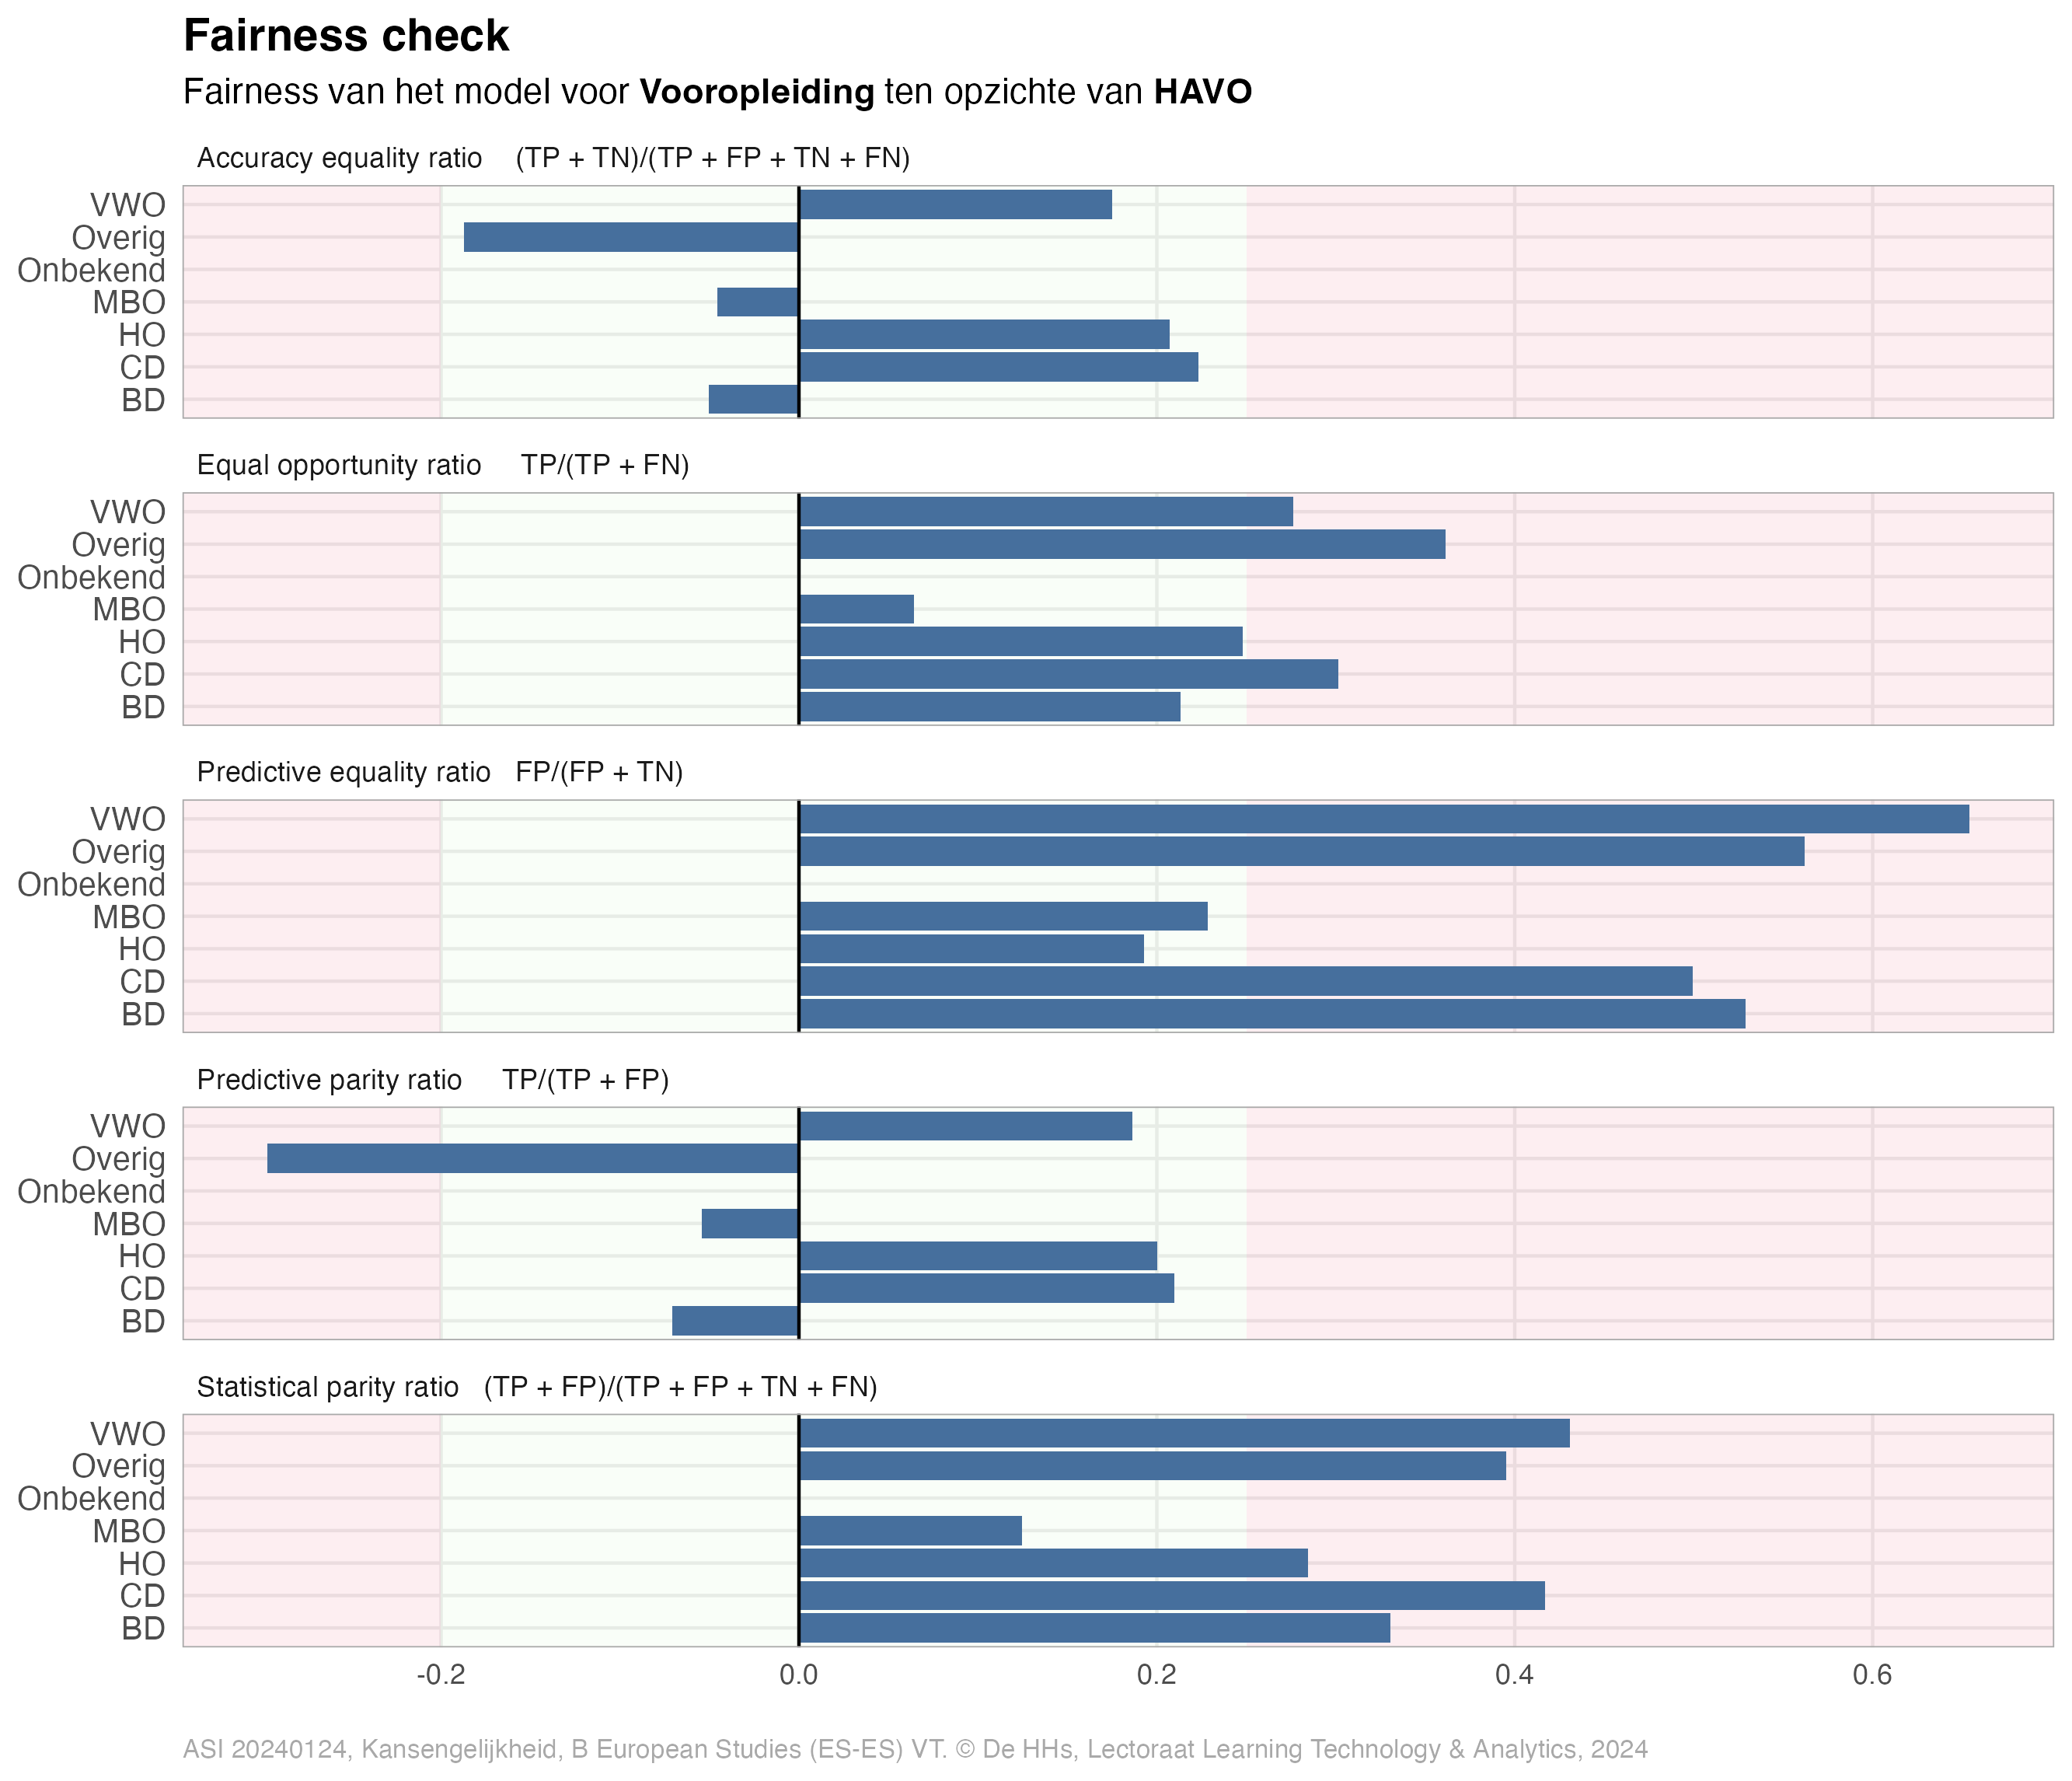 Fairness check
Fairness van het model voor Vooropleiding ten opzichte van HAVO
Accuracy equality ratio (TP + TN)/(TP + FP + TN + FN)
VWO
Overig
Onbekend
MBO
HO
CD
BD
Equal opportunity ratio TP/(TP + FN)
VWO
Overig
Onbekend
MBO
HO
CD
BD
Predictive equality ratio FP/(FP + TN)
VWO
Overig
Onbekend
MBO
HO
CD
BD
Predictive parity ratio TP/(TP + FP)
VWO
Overig
Onbekend
MBO
HO
CD
BD
Statistical parity ratio (TP + FP)/(TP + FP + TN + FN)
VWO
Overig
Onbekend
MBO
HO
CD
BD
-0.2 0.0 0.2 0.4 0.6
ASI 20240124, Kansengelijkheid, B European Studies (ES-ES) VT. © De HHs, Lectoraat Learning Technology & Analytics, 2024